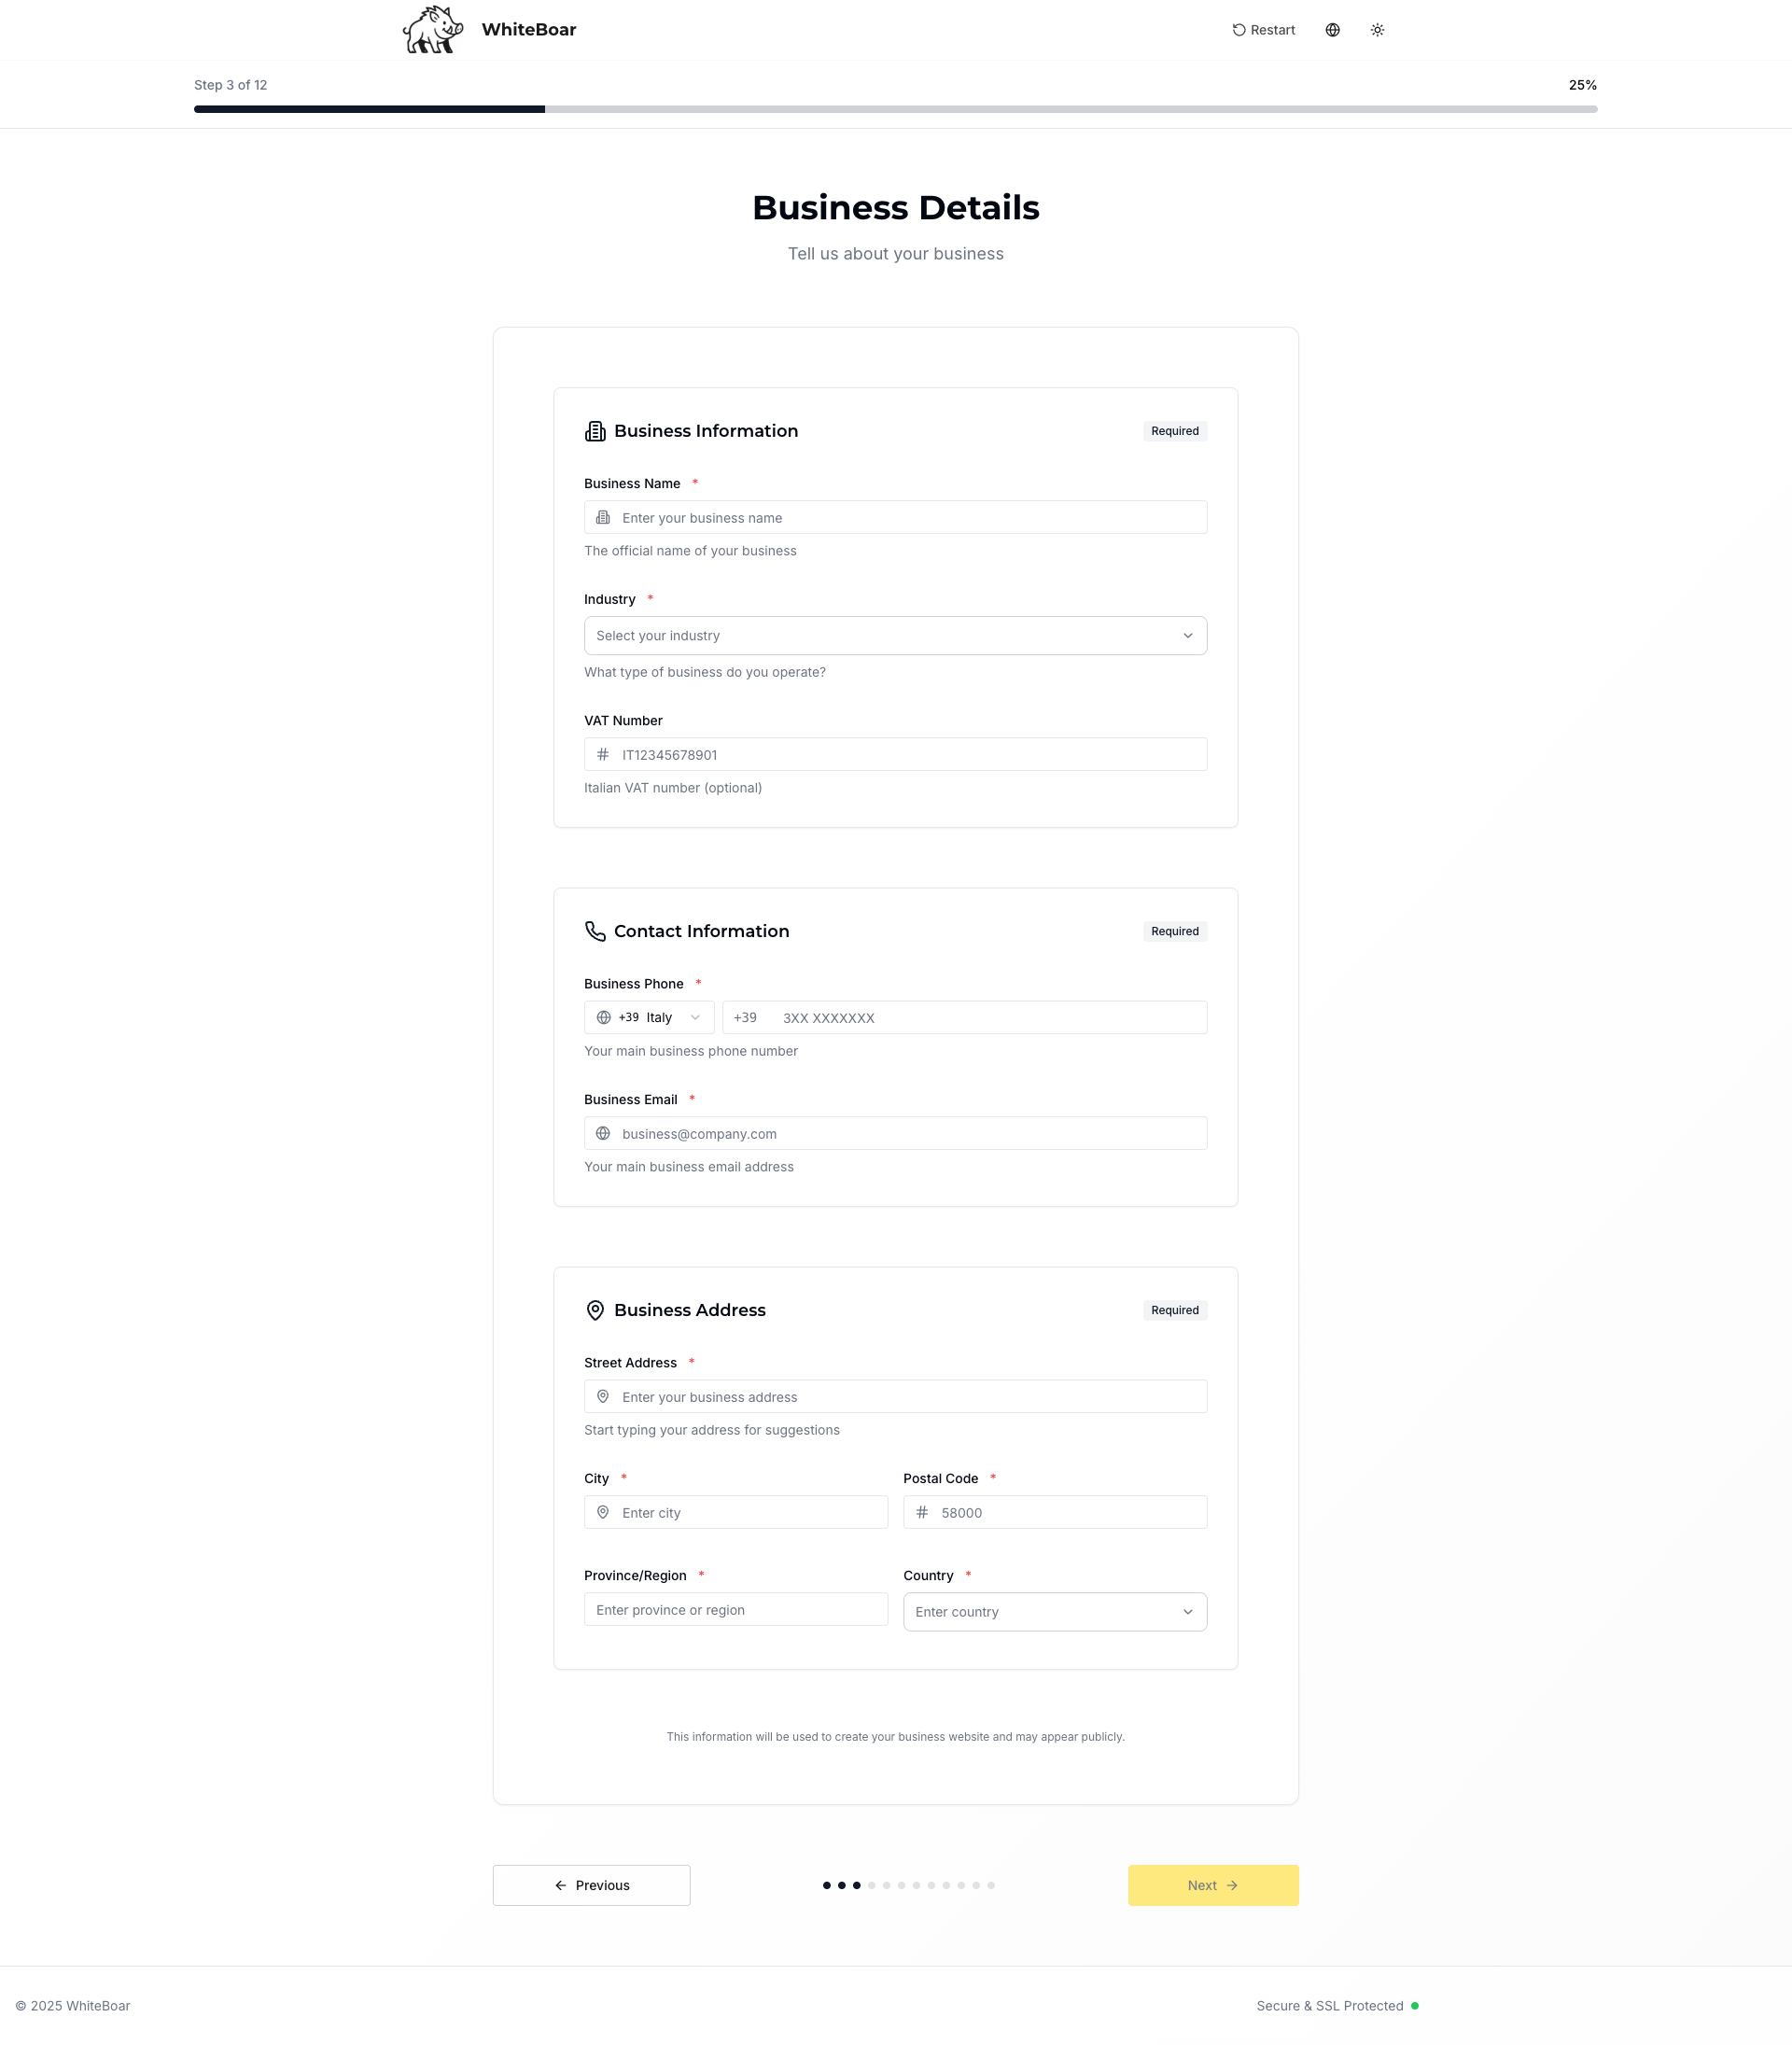 WhiteBoar
Restart
Step 3 of 12
25%
Business Details
Tell us about your business
Business Information
Required
Business Name *
Enter your business name
The official name of your business
Industry *
Select your industry
What type of business do you operate?
VAT Number
IT12345678901
Italian VAT number (optional)
Contact Information
Required
Business Phone *
+39 Italy
+39 3XX XXXXXXX
Your main business phone number
Business Email *
business@company.com
Your main business email address
Business Address
Required
Street Address *
Enter your business address
Start typing your address for suggestions
City *
Postal Code *
Enter city
58000
Province/Region *
Country *
Enter province or region
Enter country
This information will be used to create your business website and may appear publicly.
Previous
Next
© 2025 WhiteBoar
Secure & SSL Protected